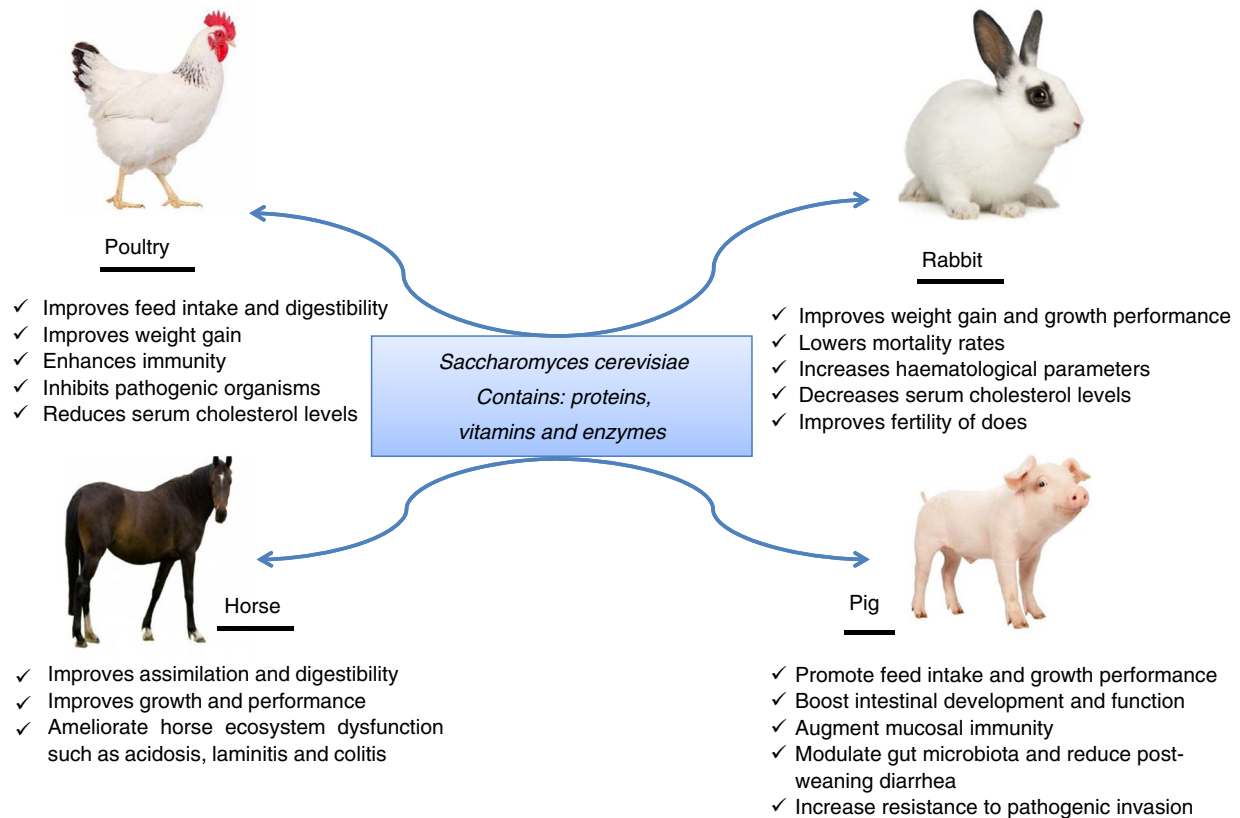 Poultry
✓ Improves feed intake and digestibility
✓ Improves weight gain
✓ Enhances immunity
✓ Inhibits pathogenic organisms
✓ Reduces serum cholesterol levels
Rabbit
✓ Improves weight gain and growth performance
✓ Lowers mortality rates
✓ Increases haematological parameters
✓ Decreases serum cholesterol levels
✓ Improves fertility of does
Saccharomyces cerevisiae
Contains: proteins,
vitamins and enzymes
Horse
✓ Improves assimilation and digestibility
✓ Improves growth and performance
✓ Ameliorate horse ecosystem dysfunction
such as acidosis, laminitis and colitis
Pig
✓ Promote feed intake and growth performance
✓ Boost intestinal development and function
✓ Augment mucosal immunity
✓ Modulate gut microbiota and reduce post-
weaning diarrhea
✓ Increase resistance to pathogenic invasion